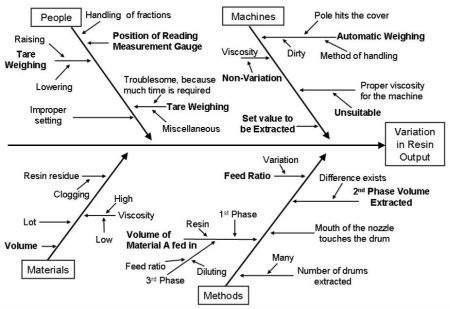 People
Handling of fractions
Position of Reading
Measurement Gauge
Raising
Tare
Weighing
Lowering
Troublesome, because
much time is required
Tare Weighing
Improper
setting
Miscellaneous
Machines
Pole hits the cover
Automatic Weighing
Viscosity
Dirty
Method of handling
Non-Variation
Proper viscosity
for the machine
Unsuitable
Set value to
be Extracted
Variation
in Resin
Output
Resin residue
Clogging
High
Lot
Viscosity
Low
Volume
Materials
Variation
Feed Ratio
Difference exists
2nd Phase Volume
Extracted
1st Phase
Resin
Volume of
Material A fed in
Mouth of the nozzle
touches the drum
Feed ratio
Diluting
3rd Phase
Many
Number of drums
extracted
Methods